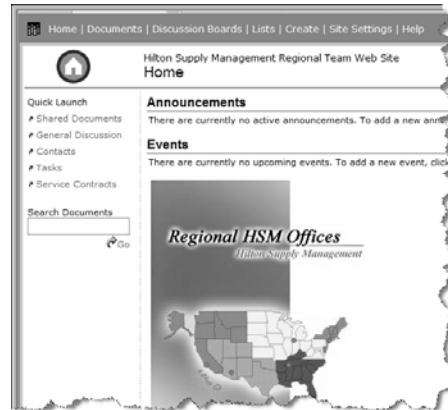 Home | Documents | Discussion Boards | Lists | Create | Site Settings | Help
Hilton Supply Management Regional Team Web Site
Home
Quick Launch
Shared Documents
General Discussion
Contacts
Tasks
Service Contracts
Search Documents
Go
Announcements
There are currently no active announcements. To add a new
Events
There are currently no upcoming events. To add a new event,
Regional HSM Offices
Hilton Supply Management